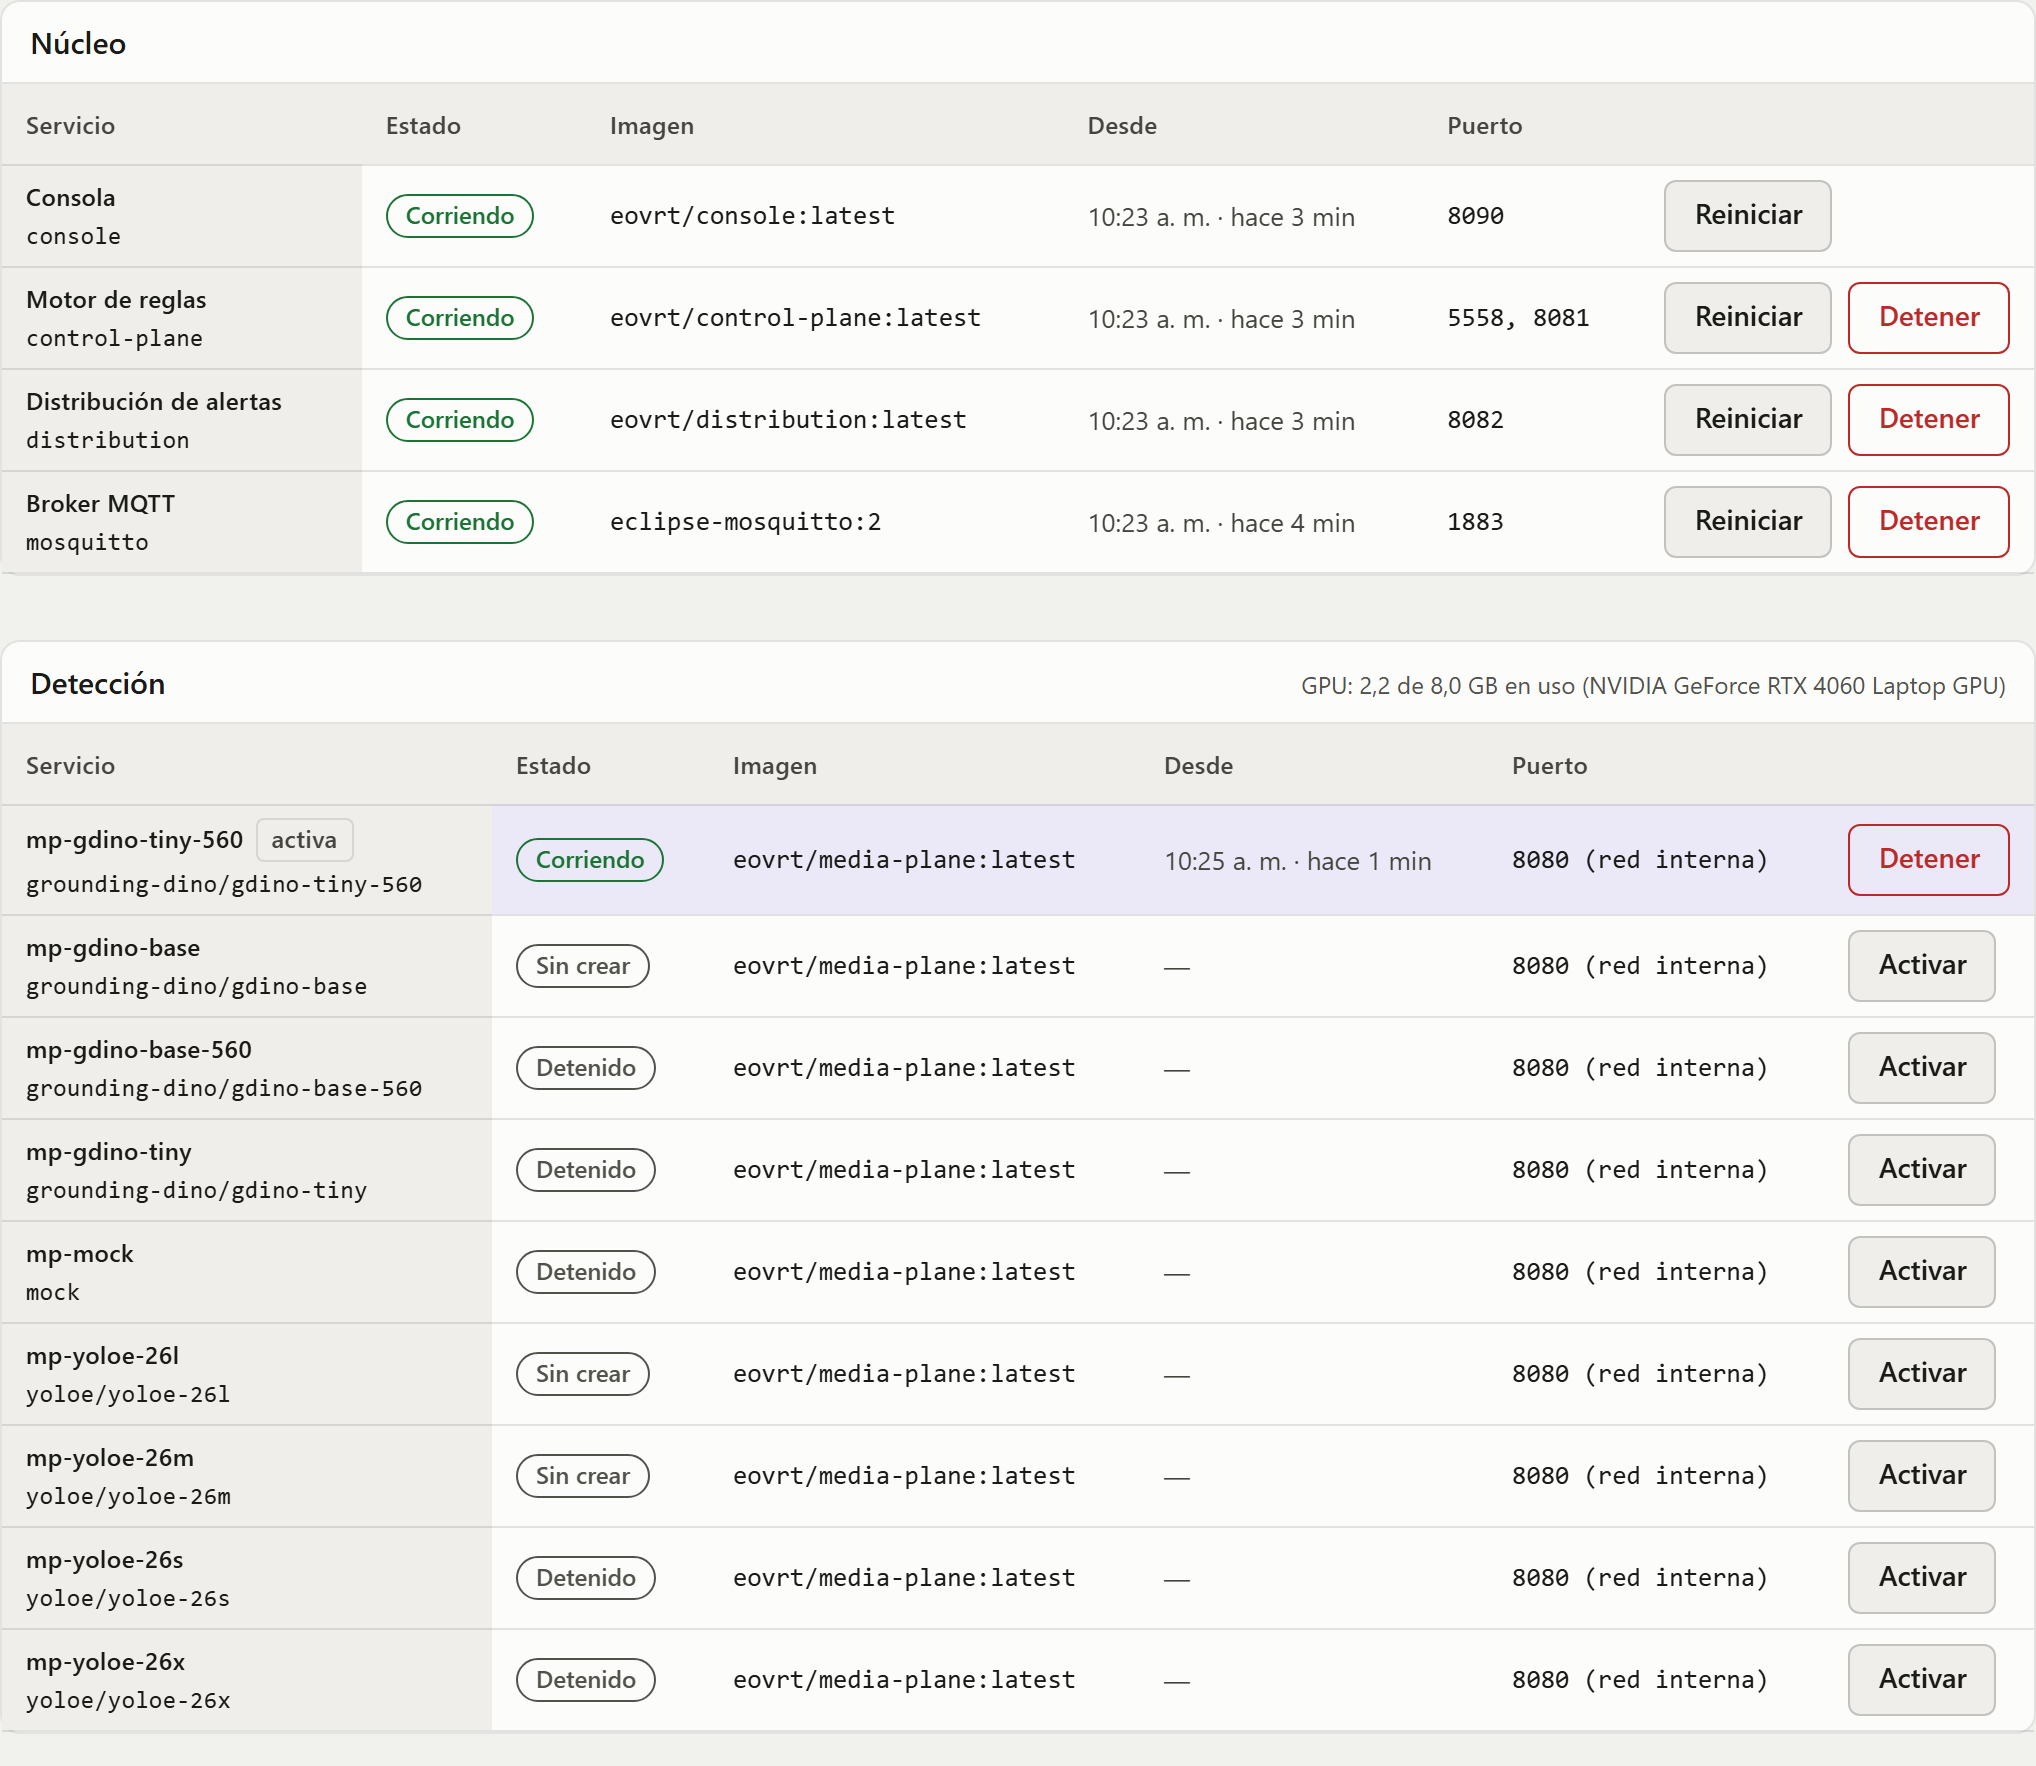 Núcleo
Servicio Estado Imagen Desde Puerto
Consola
console
Corriendo eovrt/console:latest 10:23 a. m. · hace 3 min 8090 Reiniciar
Motor de reglas
control-plane
Corriendo eovrt/control-plane:latest 10:23 a. m. · hace 3 min 5558, 8081 Reiniciar Detener
Distribución de alertas
distribution
Corriendo eovrt/distribution:latest 10:23 a. m. · hace 3 min 8082 Reiniciar Detener
Broker MQTT
mosquitto
Corriendo eclipse-mosquitto:2 10:23 a. m. · hace 4 min 1883 Reiniciar Detener
Detección GPU: 2,2 de 8,0 GB en uso (NVIDIA GeForce RTX 4060 Laptop GPU)
Servicio Estado Imagen Desde Puerto
mp-gdino-tiny-560 activa
grounding-dino/gdino-tiny-560
Corriendo eovrt/media-plane:latest 10:25 a. m. · hace 1 min 8080 (red interna) Detener
mp-gdino-base
grounding-dino/gdino-base
Sin crear eovrt/media-plane:latest — 8080 (red interna) Activar
mp-gdino-base-560
grounding-dino/gdino-base-560
Detenido eovrt/media-plane:latest — 8080 (red interna) Activar
mp-gdino-tiny
grounding-dino/gdino-tiny
Detenido eovrt/media-plane:latest — 8080 (red interna) Activar
mp-mock
mock
Detenido eovrt/media-plane:latest — 8080 (red interna) Activar
mp-yoloe-26l
yoloe/yoloe-26l
Sin crear eovrt/media-plane:latest — 8080 (red interna) Activar
mp-yoloe-26m
yoloe/yoloe-26m
Sin crear eovrt/media-plane:latest — 8080 (red interna) Activar
mp-yoloe-26s
yoloe/yoloe-26s
Detenido eovrt/media-plane:latest — 8080 (red interna) Activar
mp-yoloe-26x
yoloe/yoloe-26x
Detenido eovrt/media-plane:latest — 8080 (red interna) Activar